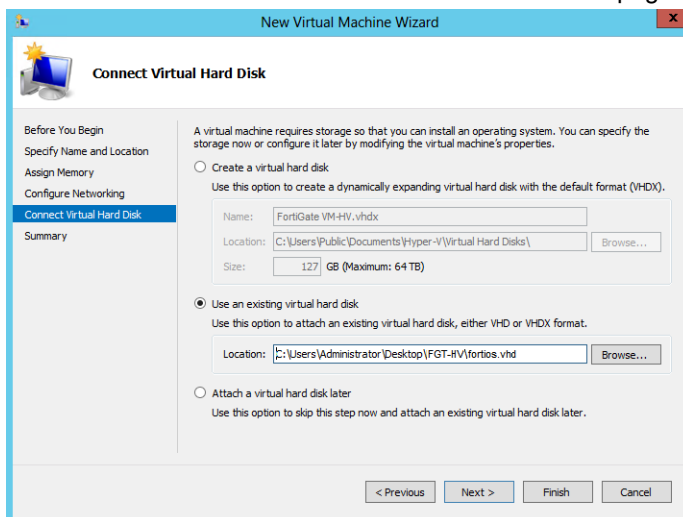 pag
New Virtual Machine Wizard
x
Connect Virtual Hard Disk
Before You Begin
Specify Name and Location
Assign Memory
Configure Networking
Connect Virtual Hard Disk
Summary
A virtual machine requires storage so that you can install an operating system. You can specify the
storage now or configure it later by modifying the virtual machine's properties.
Create a virtual hard disk
Use this option to create a dynamically expanding virtual hard disk with the default format (VHDX).
Name: FortiGate VM-HV.vhdx
Location: C:\Users\Public\Documents\Hyper-V\Virtual Hard Disks\ Browse...
Size: 127 GB (Maximum: 64 TB)
Use an existing virtual hard disk
Use this option to attach an existing virtual hard disk, either VHD or VHDX format.
Location: C:\Users\Administrator\Desktop\FGT-HV\fortios.vhd Browse...
Attach a virtual hard disk later
Use this option to skip this step now and attach an existing virtual hard disk later.
< Previous Next > Finish Cancel